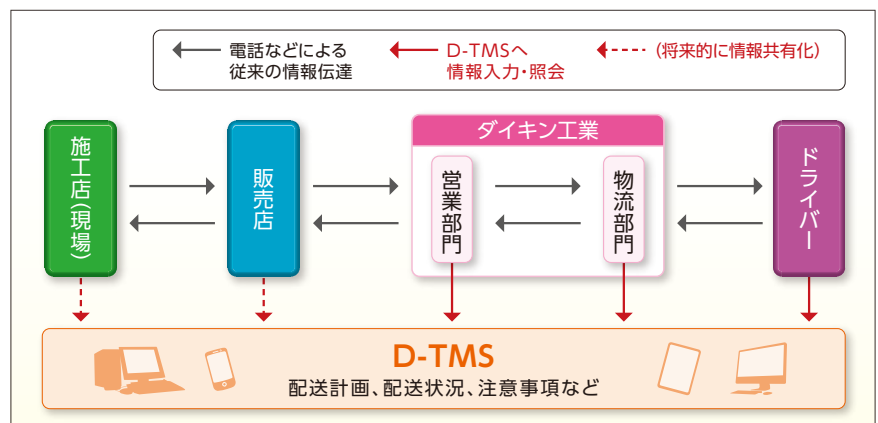 電話などによる
従来の情報伝達
D-TMSへ
情報入力・照会
(将来的に情報共有化)
ダイキン工業
施工店(現場)
販売店
営業部門
物流部門
ドライバー
D-TMS
配送計画、配送状況、注意事項など